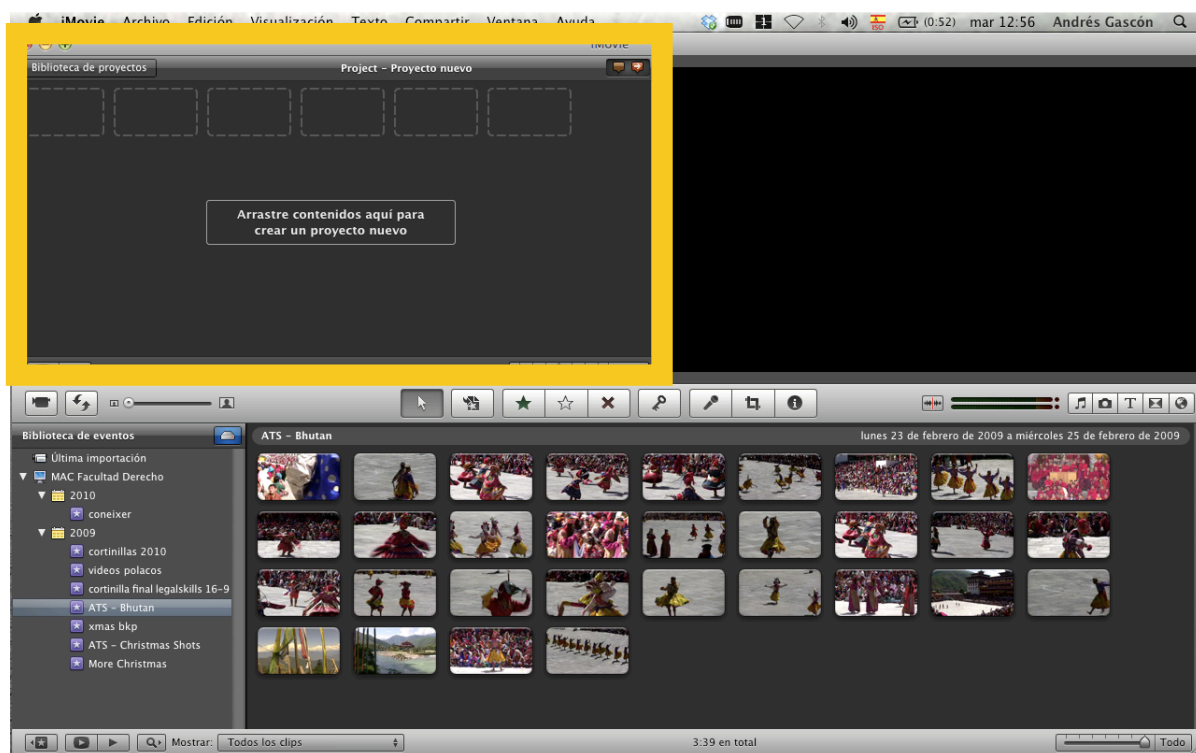 iMovie Archivo Edición Visualización Texto Compartir Ventana Ayuda
ISO (0:52) mar 12:56 Andrés Gascón
iMovie
Biblioteca de proyectos
Project – Proyecto nuevo
Arrastre contenidos aquí para
crear un proyecto nuevo
T
Biblioteca de eventos
ATS – Bhutan
lunes 23 de febrero de 2009 a miércoles 25 de febrero de 2009
Última importación
MAC Facultad Derecho
2010
coneixer
2009
cortinillas 2010
videos polacos
cortinilla final legalskills 16–9
ATS – Bhutan
xmas bkp
ATS – Christmas Shots
More Christmas
Mostrar: Todos los clips
3:39 en total
Todo